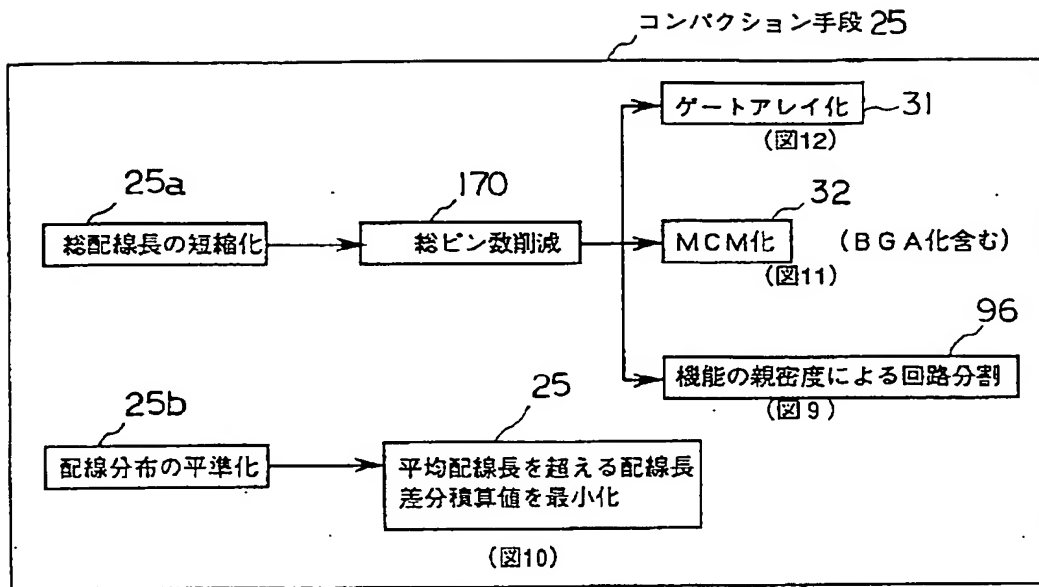 コンパクション手段 25
ゲートアレイ化
31
(図12)
25a
170
32
総配線長の短縮化
総ピン数削減
MCM化
(BGA化含む)
(図11)
96
機能の親密度による回路分割
(図9)
25b
25
配線分布の平準化
平均配線長を超える配線長
差分積算値を最小化
(図10)